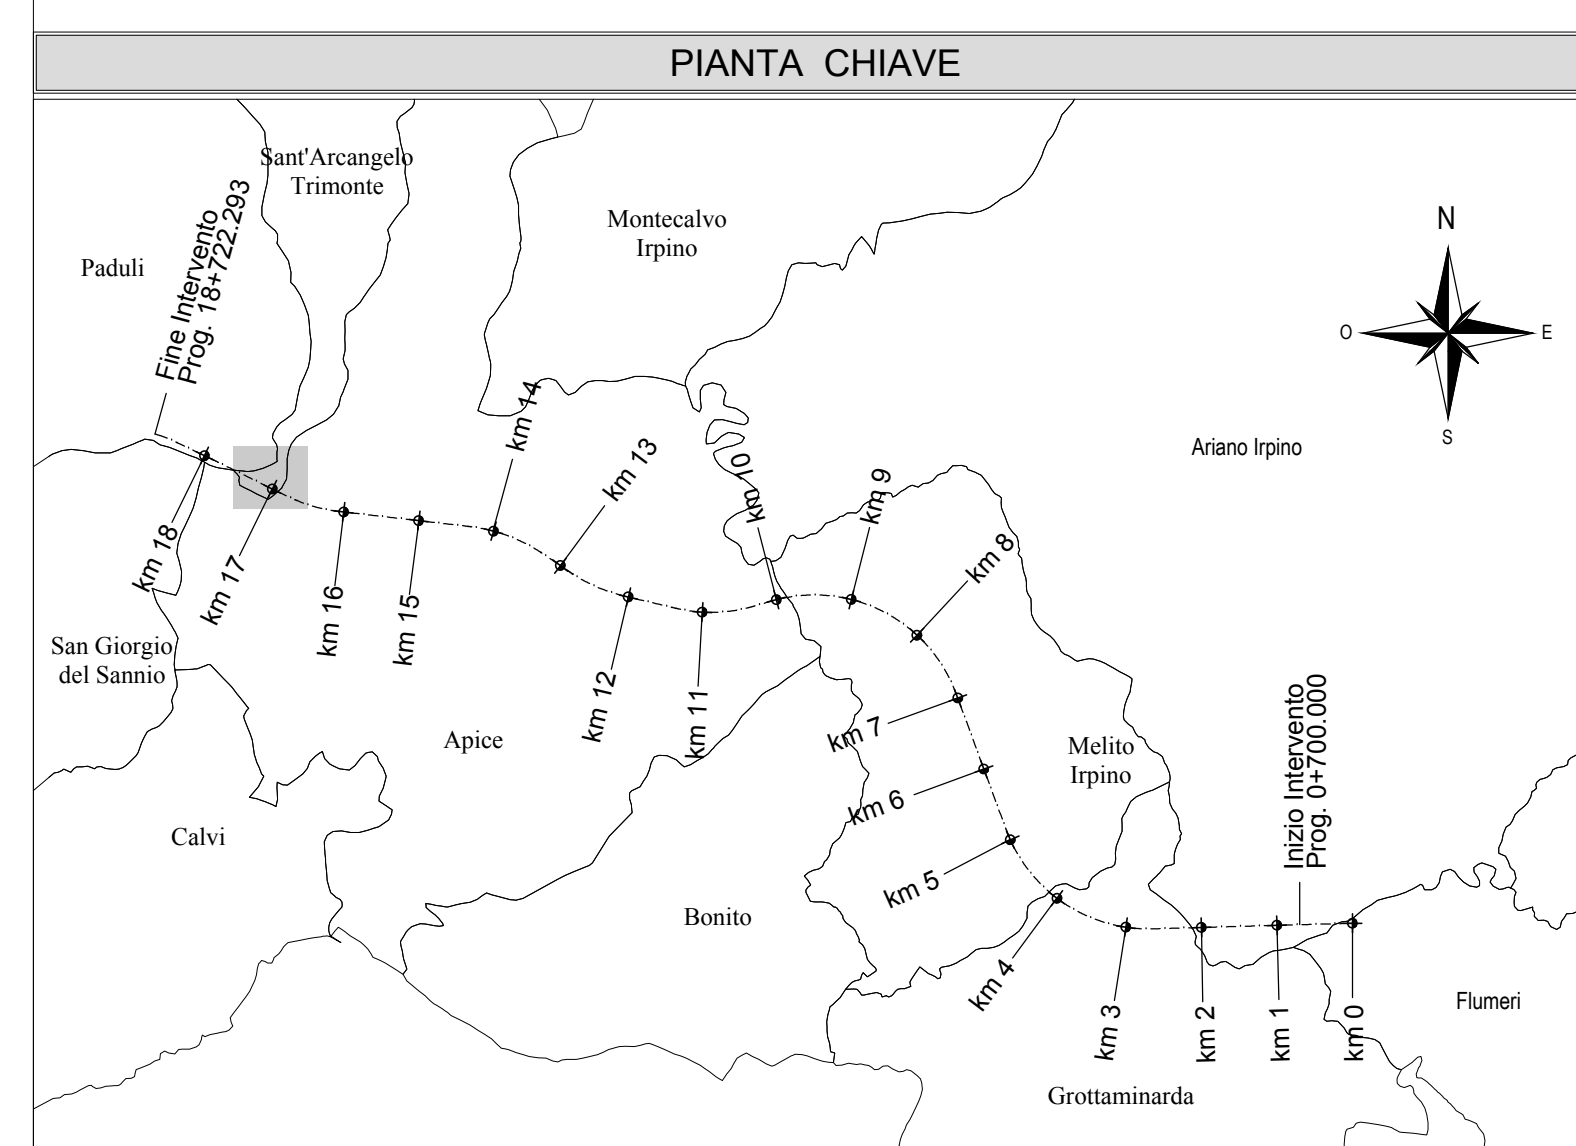 PIANTA CHIAVE
Sant'Arcangelo
Trimonte
Montecalvo
Irpino
Paduli
Fine Intervento
Prog. 18+722.293
N
O
E
S
Ariano Irpino
km 14
km 13
km 10
km 9
km 8
km 18
km 17
km 16
km 15
km 12
km 11
San Giorgio
del Sannio
Apice
km 7
km 6
km 5
Melito
Irpino
Inizio Intervento
Prog. 0+700.000
Calvi
Bonito
km 4
km 3
km 2
km 1
km 0
Flumeri
Grottaminarda